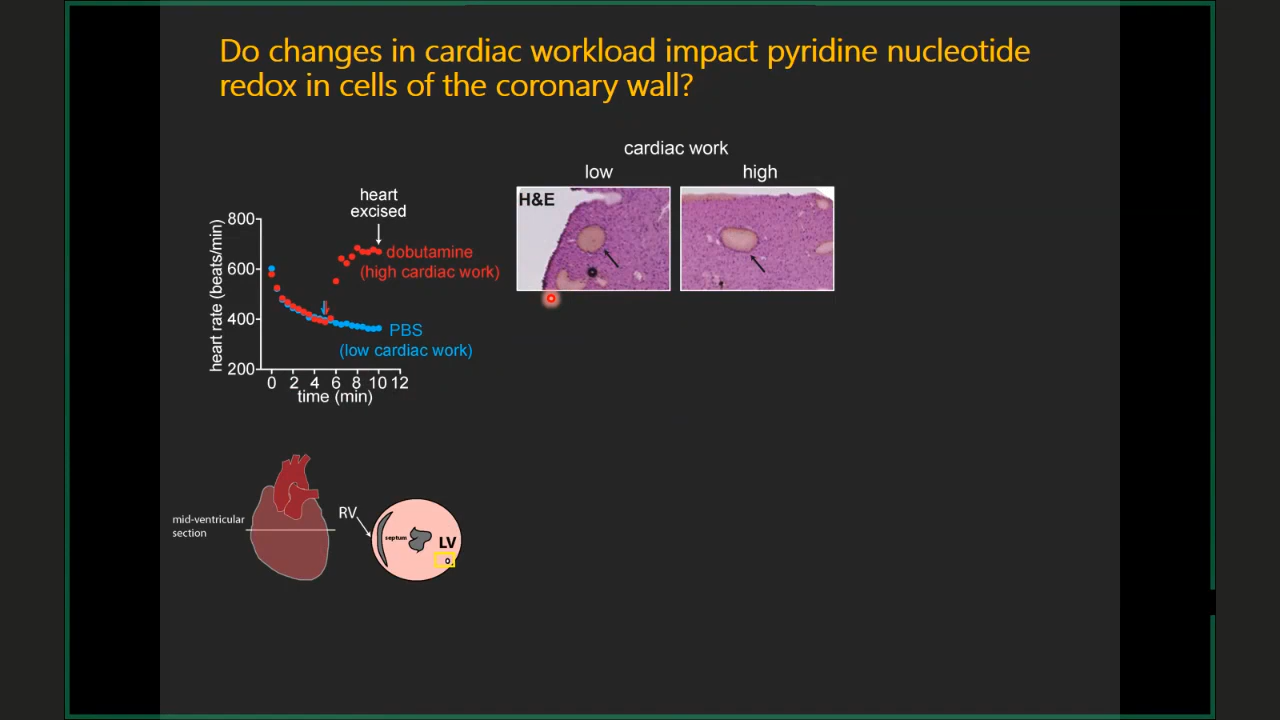 Do changes in cardiac workload impact pyridine nucleotide
redox in cells of the coronary wall?
cardiac work
low
high
H&E
heart
excised
800
600
400
200
heart rate (beats/min)
dobutamine
(high cardiac work)
PBS
(low cardiac work)
0 2 4 6 8 10 12
time (min)
mid-ventricular
section
RV
septum
LV